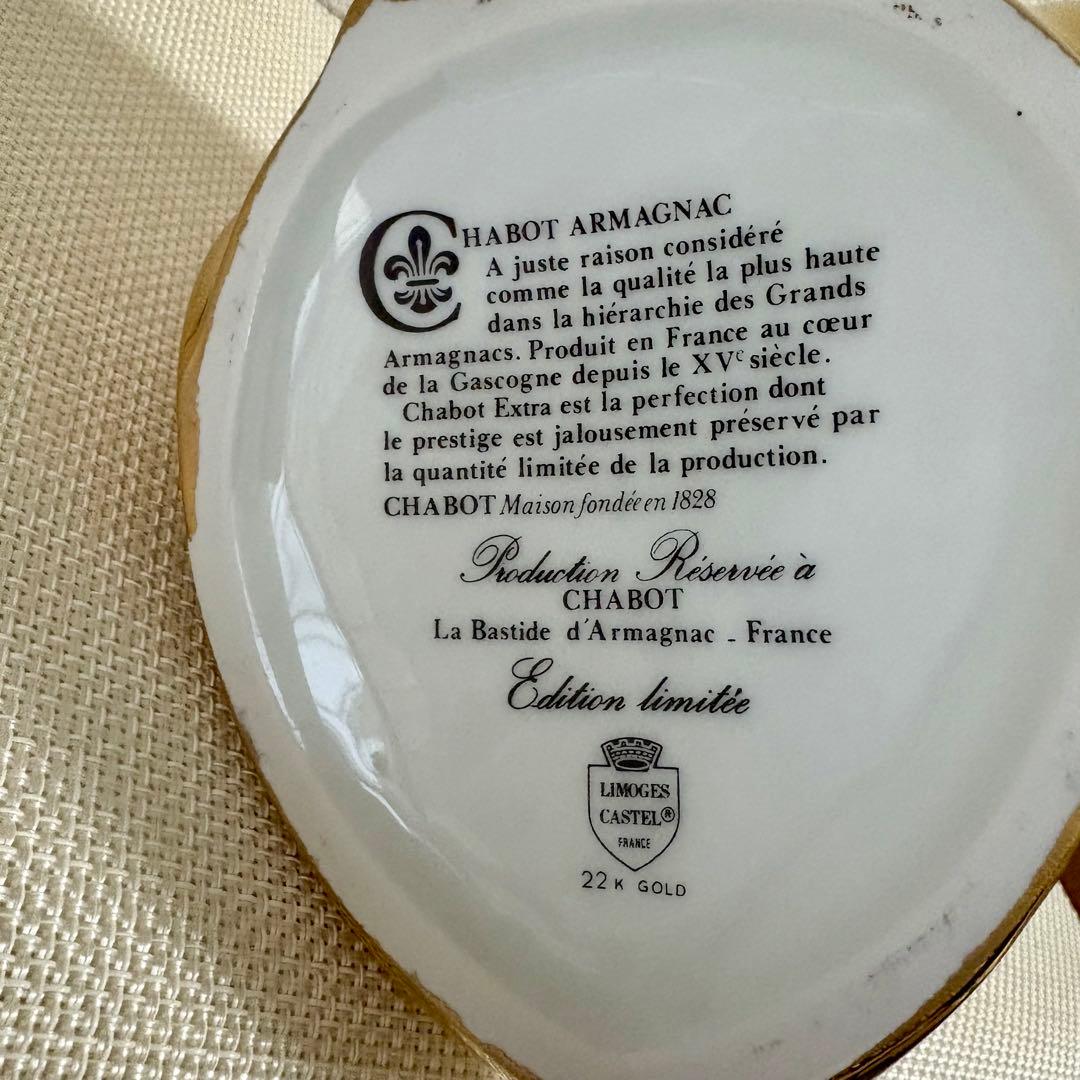 CHABOT ARMAGNAC
A juste raison considéré
comme la qualité la plus haute
dans la hiérarchie des Grands
Armagnacs. Produit en France au cœur
de la Gascogne depuis le XVe siècle.
Chabot Extra est la perfection dont
le prestige est jalousement préservé par
la quantité limitée de la production.
CHABOT Maison fondée en 1828
Production Réservée à
CHABOT
La Bastide d'Armagnac - France
Edition limitée
LIMOGES
CASTEL®
FRANCE
22 K GOLD